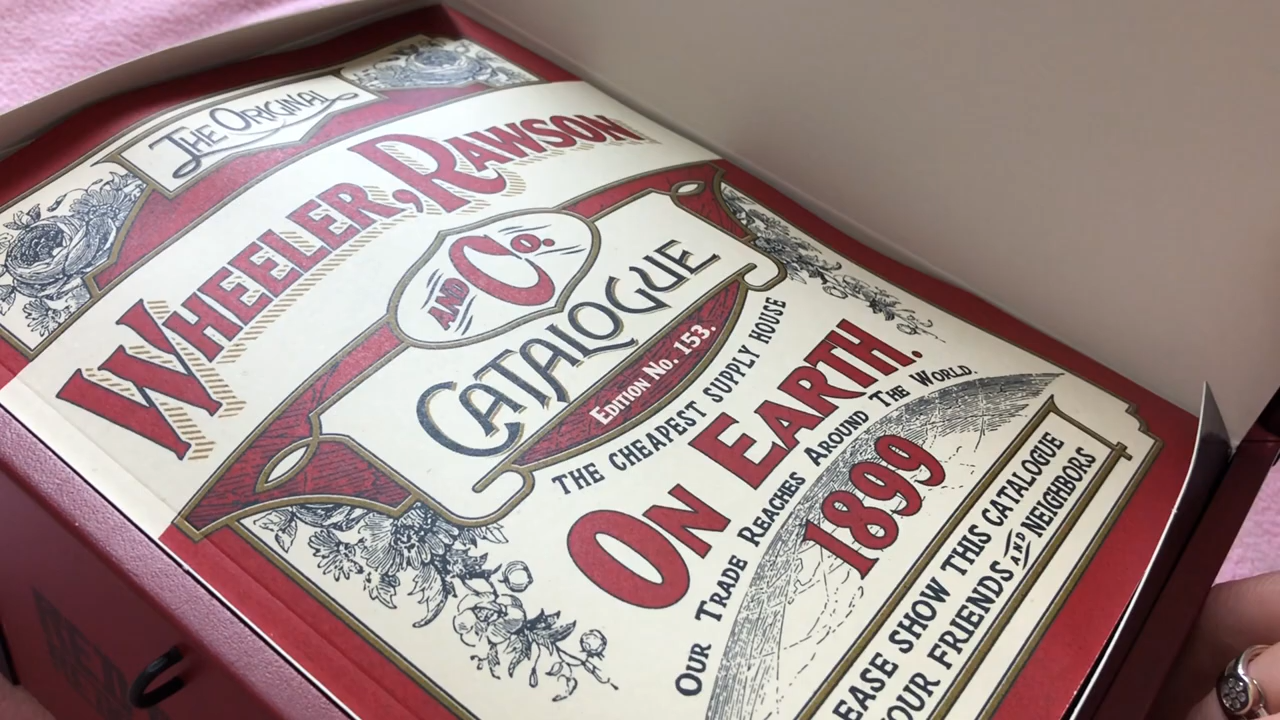 THE ORIGINAL
WHEELER, RAWSON
AND CO.
CATALOGUE
EDITION No. 153.
THE CHEAPEST SUPPLY HOUSE
ON EARTH.
OUR TRADE REACHES AROUND THE WORLD.
1899
EASE SHOW THIS CATALOGUE
OUR FRIENDS AND NEIGHBORS